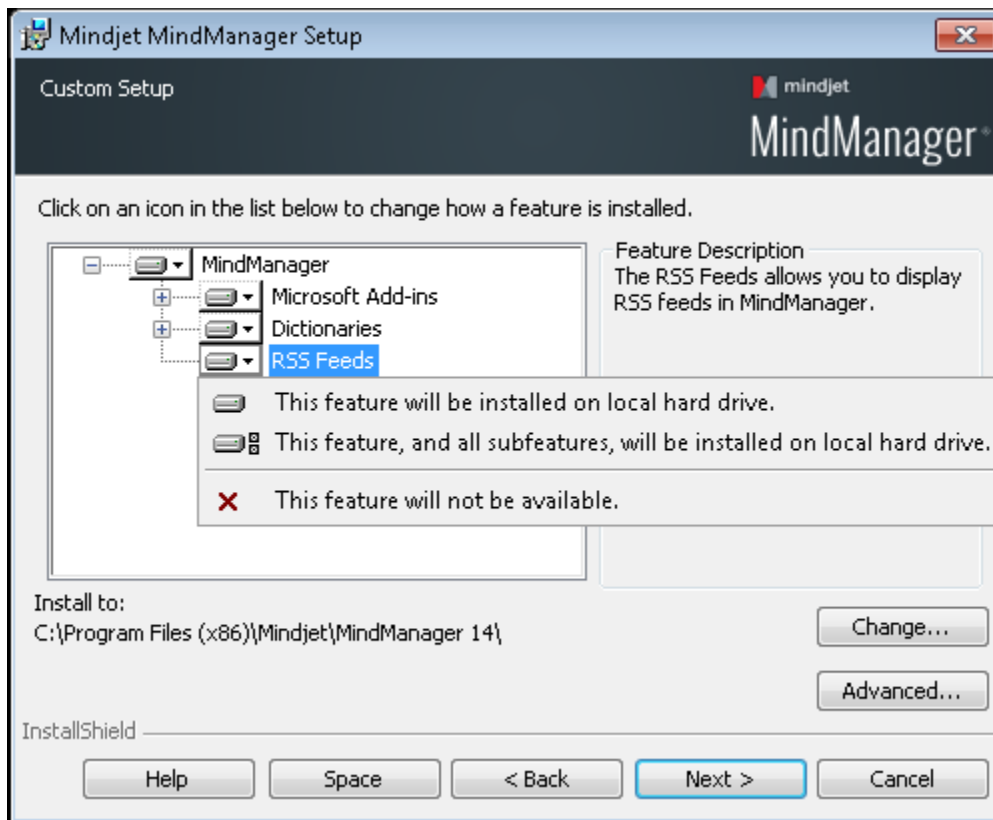 Mindjet MindManager Setup
Custom Setup
mindjet
MindManager
Click on an icon in the list below to change how a feature is installed.
MindManager
Microsoft Add-ins
Dictionaries
RSS Feeds
Feature Description
The RSS Feeds allows you to display
RSS feeds in MindManager.
This feature will be installed on local hard drive.
This feature, and all subfeatures, will be installed on local hard drive.
This feature will not be available.
Install to:
C:\Program Files (x86)\Mindjet\MindManager 14\
Change...
Advanced...
InstallShield
Help
Space
< Back
Next >
Cancel